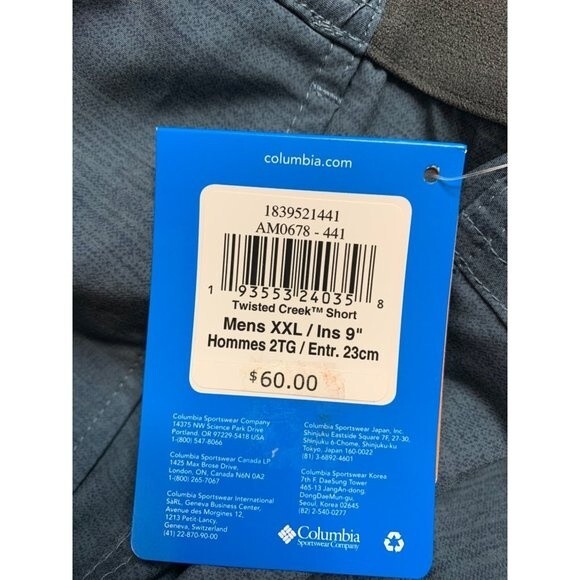 columbia.com
1839521441
AM0678 - 441
1 93553 24035 8
Twisted Creek™ Short
Mens XXL / Ins 9"
Hommes 2TG / Entr. 23cm
$60.00
Columbia Sportswear Company
14375 NW Science Park Drive
Portland, OR 97229-5418 USA
1-(800) 547-8066
Columbia Sportswear Canada LP
1425 Max Brose Drive,
London, ON, Canada N6N 0A2
1-(800) 265-7067
Columbia Sportswear International
SàRL, Geneva Business Center,
Avenue des Morgines 12,
1213 Petit-Lancy,
Geneva, Switzerland
(41) 22-870-90-00
Columbia Sportswear Japan, Inc.
Shinjuku Eastside Square 7F, 27-30,
Shinjuku 6-Chome, Shinjuku-ku
Tokyo, Japan 160-0022
(81) 3-6892-4601
Columbia Sportswear Korea
7th F. DaeSung Tower
465-13 JangAn-dong,
DongDaeMun-gu,
Seoul, Republic of Korea
(82) 2-540-0277
Columbia
Sportswear Company